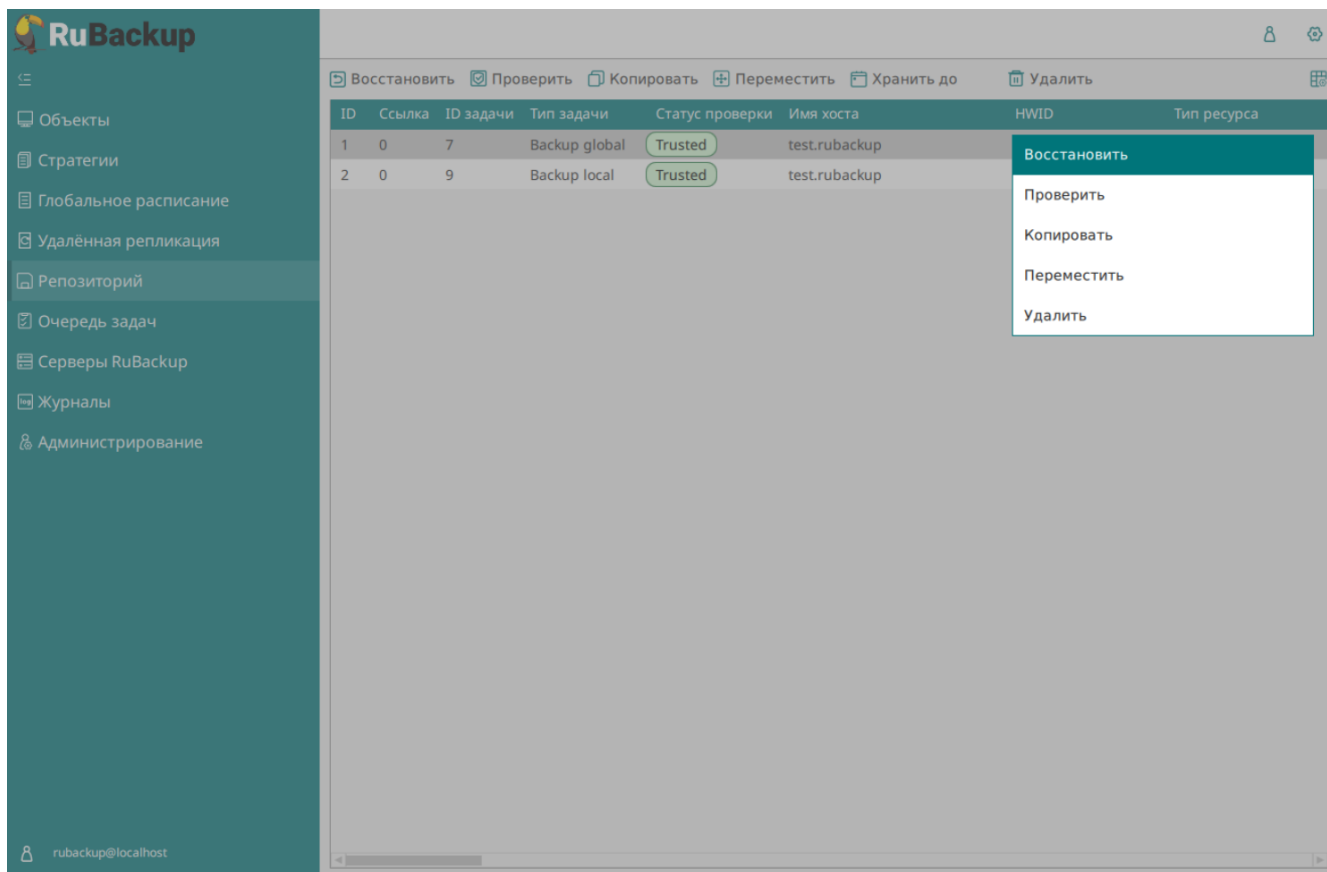 RuBackup
Восстановить Проверить Копировать Переместить Хранить до Удалить
Объекты
Стратегии
Глобальное расписание
Удалённая репликация
Репозиторий
Очередь задач
Серверы RuBackup
log Журналы
Администрирование
rubackup@localhost
ID Ссылка ID задачи Тип задачи Статус проверки Имя хоста HWID Тип ресурса
1 0 7 Backup global Trusted test.rubackup
2 0 9 Backup local Trusted test.rubackup
Восстановить
Проверить
Копировать
Переместить
Удалить